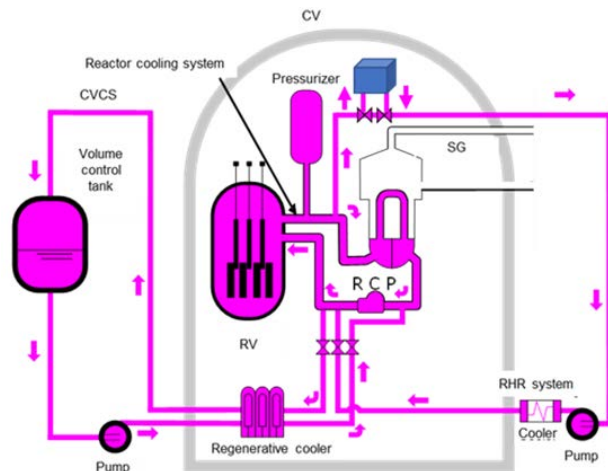 CV
Reactor cooling system
Pressurizer
CVCS
SG
Volume
control
tank
R C P
RV
RHR system
Regenerative cooler
Cooler
Pump
Pump